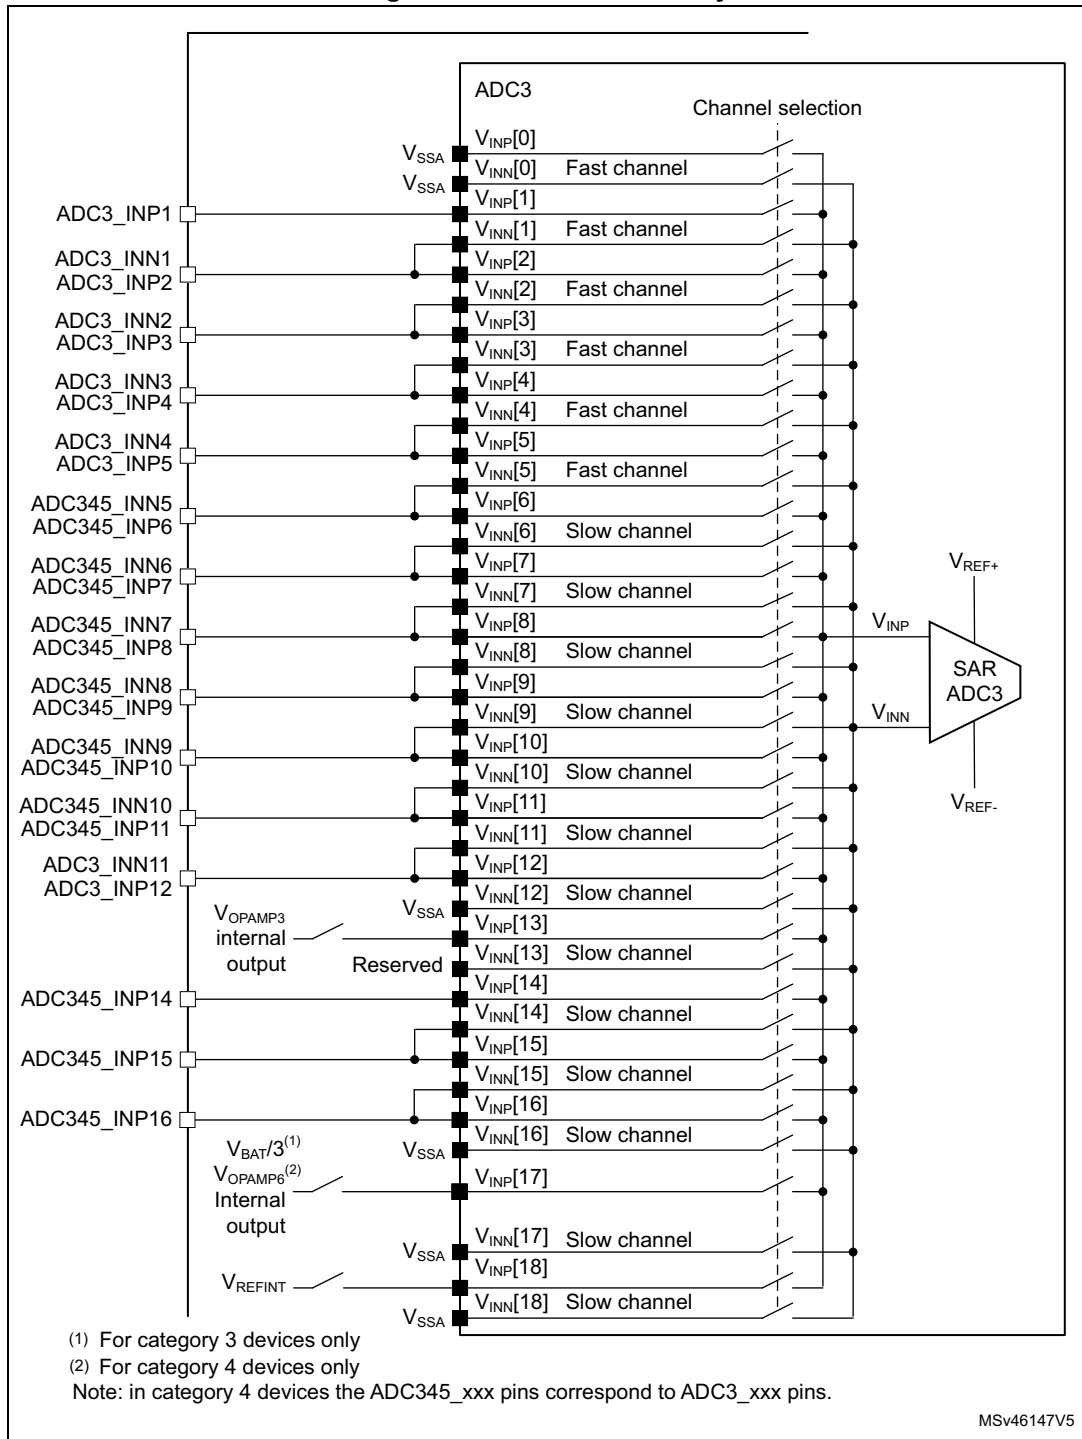 ADC3
Channel selection
VSSA
VINP[0]
VINN[0] Fast channel
VSSA
VINP[1]
ADC3_INP1
VINN[1] Fast channel
ADC3_INN1
VINP[2]
ADC3_INP2
VINN[2] Fast channel
ADC3_INN2
VINP[3]
ADC3_INP3
VINN[3] Fast channel
ADC3_INN3
VINP[4]
ADC3_INP4
VINN[4] Fast channel
ADC3_INN4
VINP[5]
ADC3_INP5
VINN[5] Fast channel
ADC345_INN5
VINP[6]
ADC345_INP6
VINN[6] Slow channel
ADC345_INN6
VINP[7]
ADC345_INP7
VREF+
VINN[7] Slow channel
ADC345_INN7
VINP[8]
VINP
ADC345_INP8
VINN[8] Slow channel
SAR
ADC3
ADC345_INN8
VINP[9]
ADC345_INP9
VINN[9] Slow channel
VINN
ADC345_INN9
VINP[10]
ADC345_INP10
VINN[10] Slow channel
ADC345_INN10
VINP[11]
VREF-
ADC345_INP11
VINN[11] Slow channel
ADC3_INN11
VINP[12]
ADC3_INP12
VINN[12] Slow channel
VSSA
VOPAMP3
internal
output
VINP[13]
Reserved
VINN[13] Slow channel
VINP[14]
ADC345_INP14
VINN[14] Slow channel
VINP[15]
ADC345_INP15
VINN[15] Slow channel
VINP[16]
ADC345_INP16
VINN[16] Slow channel
VSSA
VBAT/3(1)
VOPAMP6(2)
Internal
output
VINP[17]
VINN[17] Slow channel
VSSA
VINP[18]
VREFINT
VINN[18] Slow channel
VSSA
(1) For category 3 devices only
(2) For category 4 devices only
Note: in category 4 devices the ADC345_xxx pins correspond to ADC3_xxx pins.
MSv46147V5